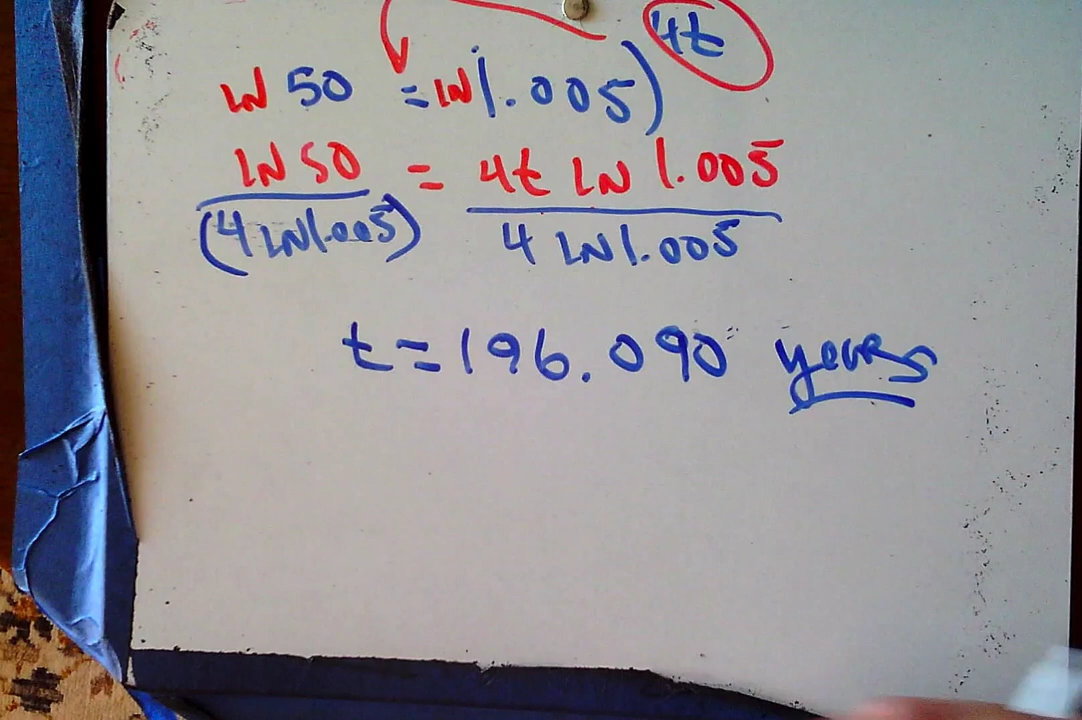 4t
ln 50 = ln(1.005)
ln 50 = 4t ln 1.005
(4 ln 1.005) 4 ln 1.005
t = 196.090 years